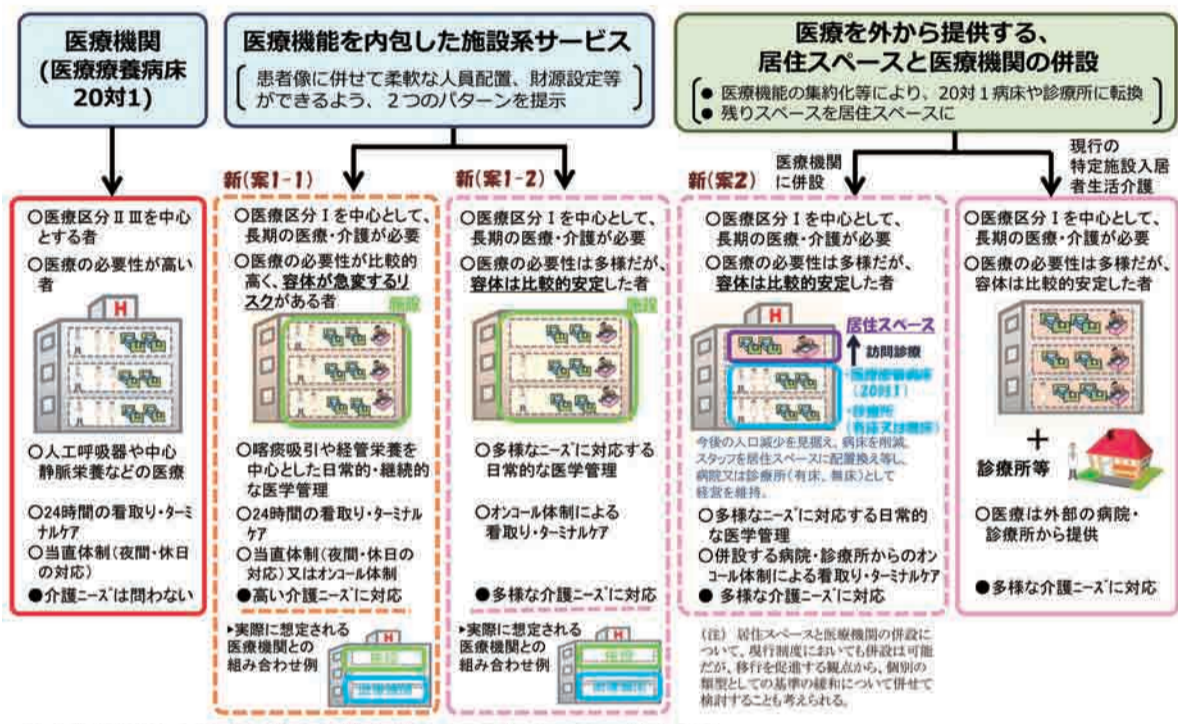 医療機関
(医療療養病床
20対1)
医療機能を内包した施設系サービス
患者像に併せて柔軟な人員配置、財源設定等
ができるよう、２つのパターンを提示
医療を外から提供する、
居住スペースと医療機関の併設
● 医療機能の集約化等により、20対１病床や診療所に転換
● 残りスペースを居住スペースに
○医療区分ⅡⅢを中心
とする者
○医療の必要性が高い
者
H
○人工呼吸器や中心
静脈栄養などの医療
○24時間の看取り・ターミ
ナルケア
○当直体制(夜間・休日
の対応)
●介護ニーズは問わない
新(案1-1)
○医療区分Ⅰを中心として、
長期の医療・介護が必要
○医療の必要性が比較的
高く、容体が急変するリ
スクがある者
施設
○喀痰吸引や経管栄養を
中心とした日常的・継続的
な医学管理
○24時間の看取り・ターミナル
ケア
○当直体制(夜間・休日の
対応)又はオンコール体制
●高い介護ニーズに対応
▶実際に想定される
医療機関との
組み合わせ例
H
施設
医療機関
新(案1-2)
○医療区分Ⅰを中心として、
長期の医療・介護が必要
○医療の必要性は多様だが、
容体は比較的安定した者
施設
○多様なニーズに対応する
日常的な医学管理
○オンコール体制による
看取り・ターミナルケア
●多様な介護ニーズに対応
▶実際に想定される
医療機関との
組み合わせ例
H
施設
医療機関
新(案2)
医療機関
に併設
○医療区分Ⅰを中心として、
長期の医療・介護が必要
○医療の必要性は多様だが、
容体は比較的安定した者
H
居住スペース
訪問診療
・医療療養病床
(20対1)
・診療所
(有床又は無床)
今後の人口減少を見据え、病床を削減。
スタッフを居住スペースに配置換え等し、
病院又は診療所(有床、無床)として
経営を維持。
○多様なニーズに対応する日常的
な医学管理
○併設する病院・診療所からのオン
コール体制による看取り・ターミナルケア
● 多様な介護ニーズに対応
(注) 居住スペースと医療機関の併設に
ついて、現行制度においても併設は可能
だが、移行を促進する観点から、個別の
類型としての基準の緩和について併せて
検討することも考えられる。
現行の
特定施設入居
者生活介護
○医療区分Ⅰを中心として、
長期の医療・介護が必要
○医療の必要性は多様だが、
容体は比較的安定した者
+
診療所等
○医療は外部の病院・
診療所から提供
●多様な介護ニーズに対応